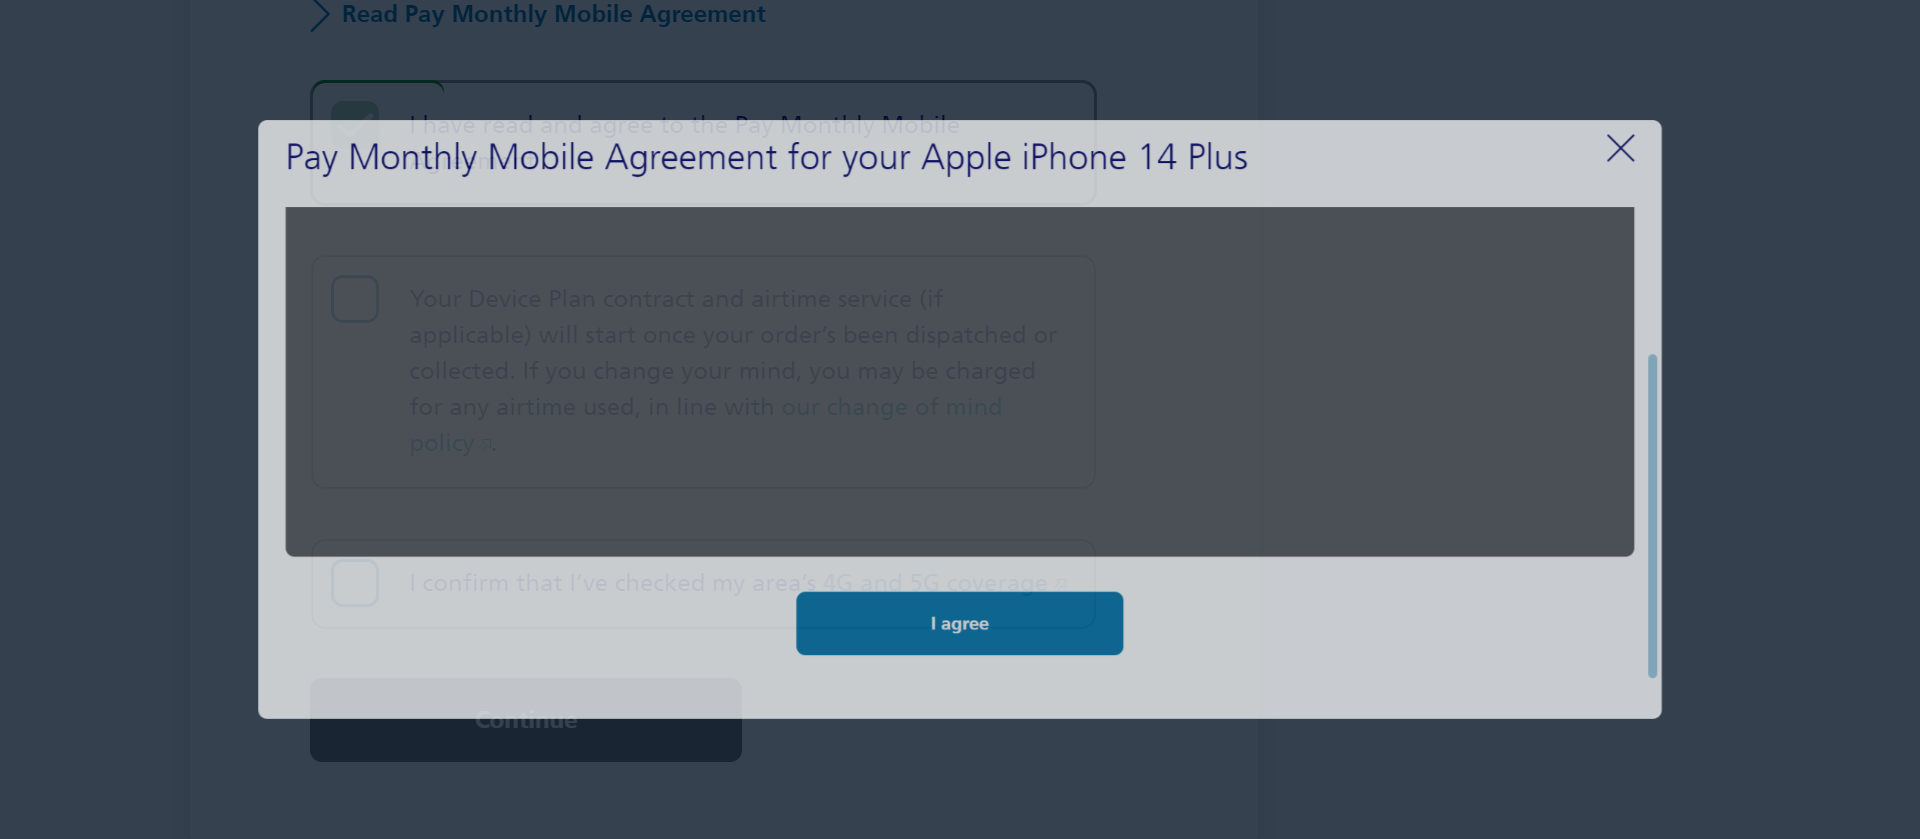 Read Pay Monthly Mobile Agreement
I have read and agree to the Pay Monthly Mobile
Pay Monthly Mobile Agreement for your Apple iPhone 14 Plus
Your Device Plan contract and airtime service (if
applicable) will start once your order’s been dispatched or
collected. If you change your mind, you may be charged
for any airtime used, in line with our change of mind
policy .
I confirm that I’ve checked my area’s 4G and 5G coverage
I agree
Continue